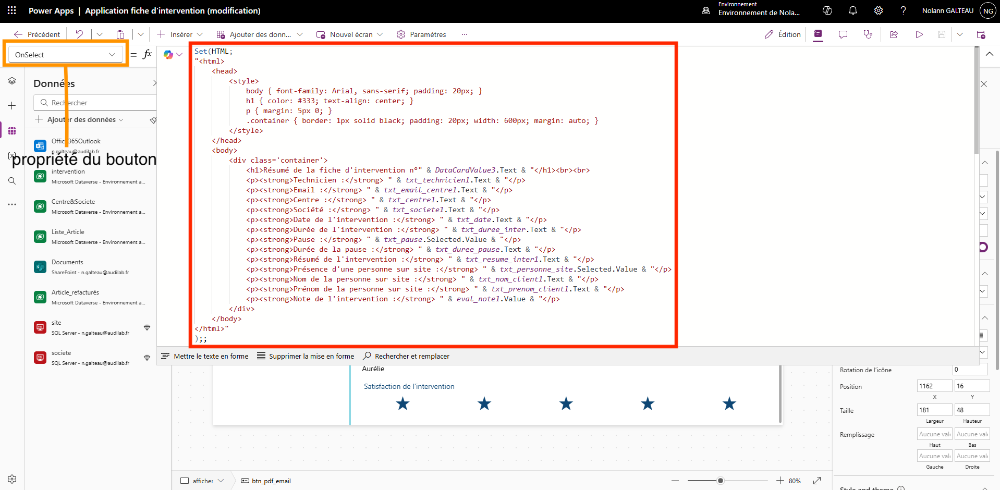 Power Apps | Application fiche d'intervention (modification)
Environnement
Environnement de Nola...
Nolann GALTEAU
NG
Précédent
Insérer
Ajouter des donn...
Nouvel écran
Paramètres
...
Édition
OnSelect
= fx
Set(HTML;
"<html>
<head>
<style>
body { font-family: Arial, sans-serif; padding: 20px; }
h1 { color: #333; text-align: center; }
p { margin: 5px 0; }
.container { border: 1px solid black; padding: 20px; width: 600px; margin: auto; }
</style>
</head>
<body>
<div class='container'>
<h1>Résumé de la fiche d'intervention n°" & DataCardValue3.Text & "</h1><br><br>
<p><strong>Technicien :</strong> " & txt_technicien1.Text & "</p>
<p><strong>Email :</strong> " & txt_email_centre1.Text & "</p>
<p><strong>Centre :</strong> " & txt_centre1.Text & "</p>
<p><strong>Société :</strong> " & txt_societe1.Text & "</p>
<p><strong>Date de l'intervention :</strong> " & txt_date.Text & "</p>
<p><strong>Durée de l'intervention :</strong> " & txt_duree_inter.Text & "</p>
<p><strong>Pause :</strong> " & txt_pause.Selected.Value & "</p>
<p><strong>Durée de la pause :</strong> " & txt_duree_pause.Text & "</p>
<p><strong>Résumé de l'intervention :</strong> " & txt_resume_inter1.Text & "</p>
<p><strong>Présence d'une personne sur site :</strong> " & txt_personne_site.Selected.Value & "</p>
<p><strong>Nom de la personne sur site :</strong> " & txt_nom_client1.Text & "</p>
<p><strong>Prénom de la personne sur site :</strong> " & txt_prenom_client1.Text & "</p>
<p><strong>Note de l'intervention :</strong> " & eval_note1.Value & "</p>
</div>
</body>
</html>"
);;
Mettre le texte en forme
Supprimer la mise en forme
Rechercher et remplacer
Données
Rechercher
Ajouter des données
Office365Outlook
n.galteau@audilab.fr
propriété du bouton
intervention
Microsoft Dataverse - Environnement a...
Centre&Societe
Microsoft Dataverse - Environnement a...
Liste_Article
Microsoft Dataverse - Environnement a...
Documents
SharePoint - n.galteau@audilab.fr
Article_refacturés
Microsoft Dataverse - Environnement a...
site
SQL Server - n.galteau@audilab.fr
societe
SQL Server - n.galteau@audilab.fr
Aurélie
Satisfaction de l'intervention
Rotation de l'icône
0
Position
1162
16
X
Y
Taille
181
48
Largeur
Hauteur
Remplissage
Aucune val
Aucune val
Haut
Bas
Aucune val
Aucune val
Gauche
Droite
Style and theme
afficher
btn_pdf_email
80%